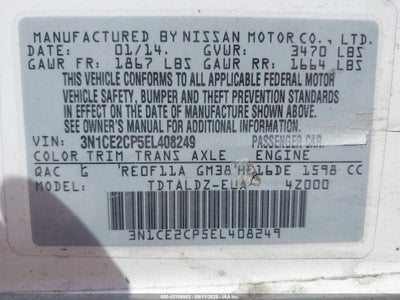 MANUFACTURED BY NISSAN MOTOR CO., LTD.
DATE: 01/14. GVWR: 3470 LBS
GAWR FR: 1867 LBS GAWR RR: 1664 LBS
THIS VEHICLE CONFORMS TO ALL APPLICABLE FEDERAL MOTOR
VEHICLE SAFETY, BUMPER AND THEFT PREVENTION STANDARDS
IN EFFECT ON THE DATE OF MANUFACTURE SHOWN ABOVE.
SEE OWNER'S MANUAL FOR ADDITIONAL INFORMATION.
VIN: 3N1CE2CP5EL408249 PASSENGER CAR.
COLOR TRIM TRANS AXLE ENGINE
QAC G RE0F11A GM38 HR16DE 1598 CC
MODEL: TDTALDZ-EUA 4Z000
3N1CE2CP5EL408249